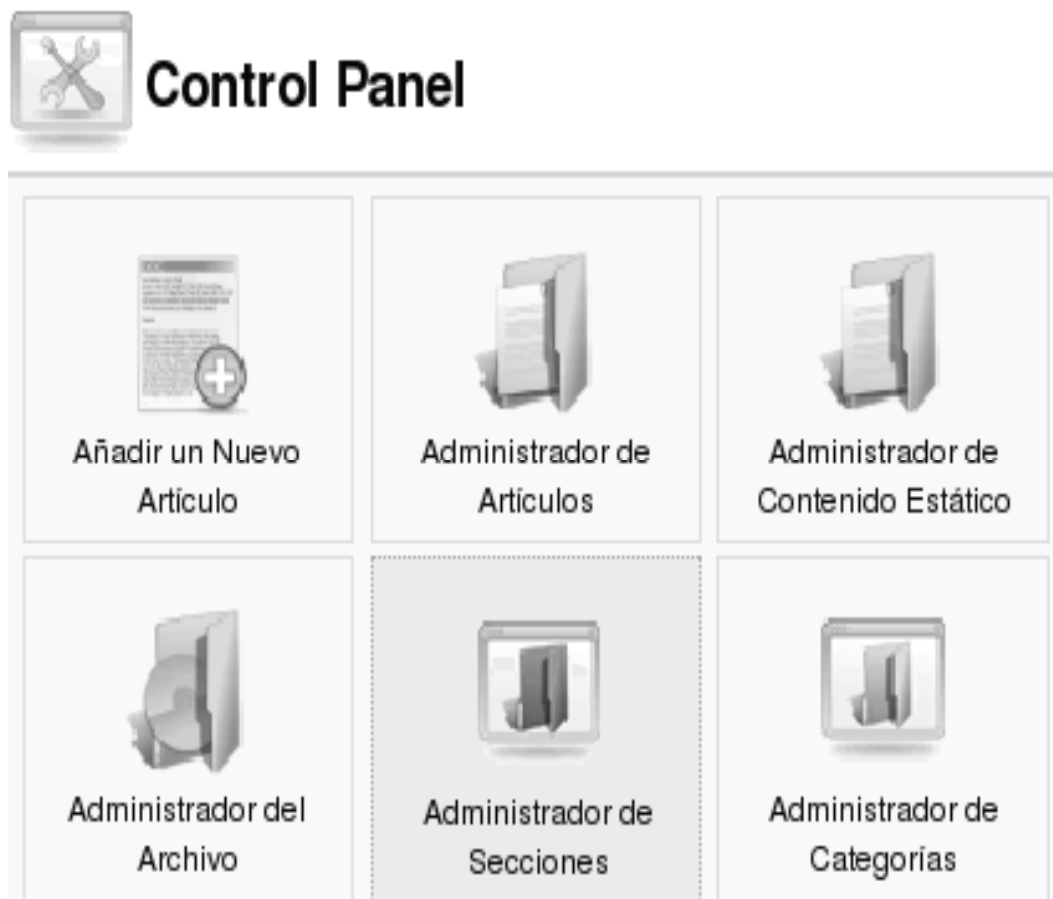 Control Panel
Añadir un Nuevo
Artículo
Administrador de
Artículos
Administrador de
Contenido Estático
Administrador del
Archivo
Administrador de
Secciones
Administrador de
Categorías